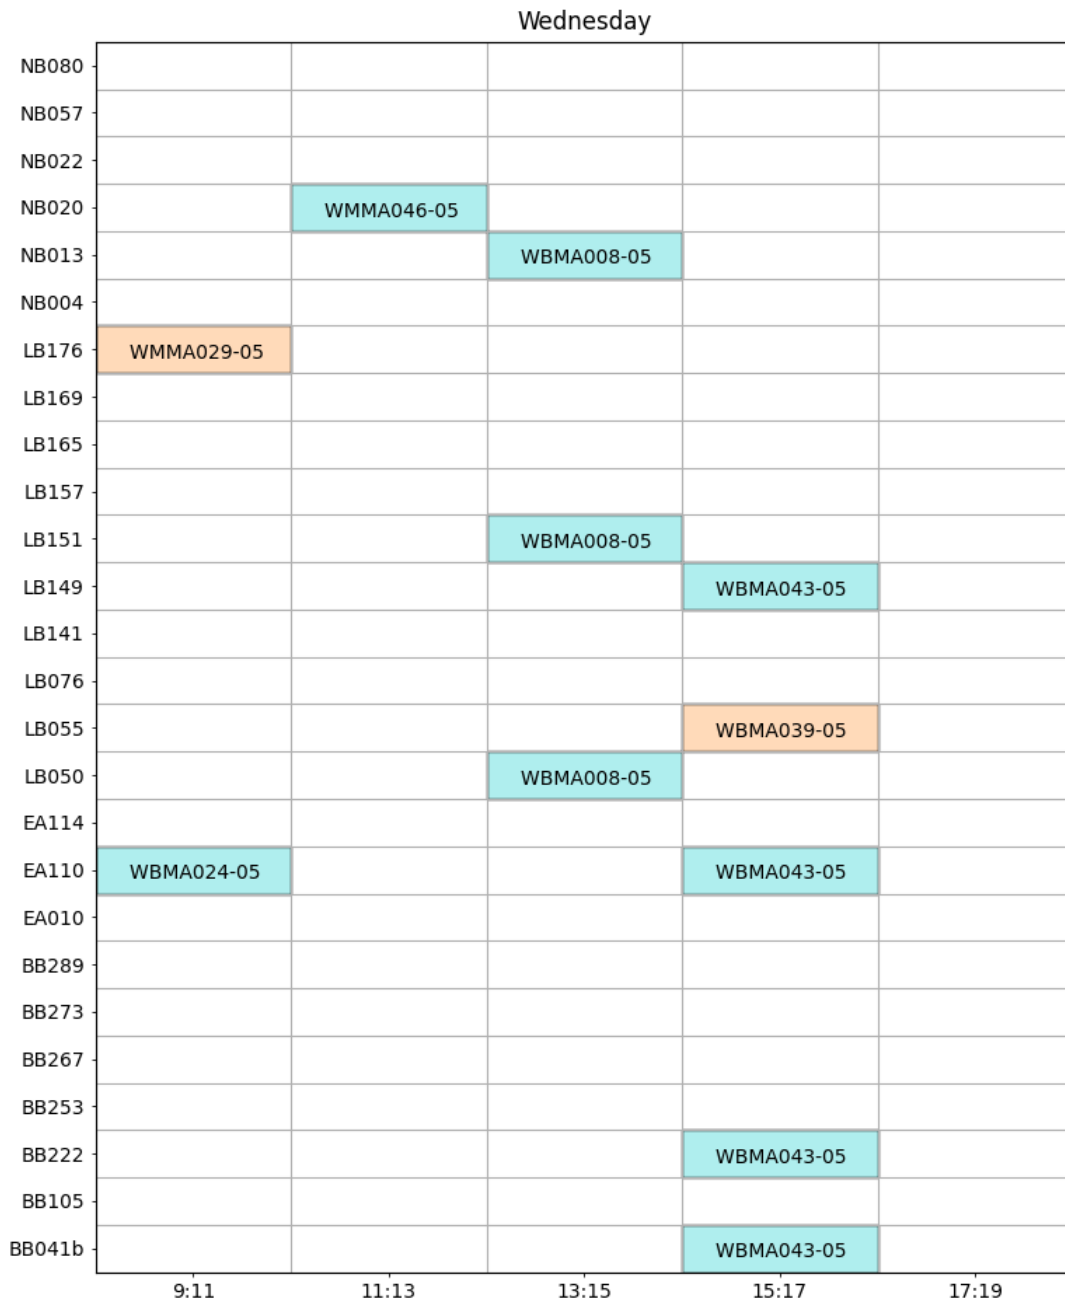 Wednesday
NB080
NB057
NB022
NB020 WMMA046-05
NB013 WBMA008-05
NB004
LB176 WMMA029-05
LB169
LB165
LB157
LB151 WBMA008-05
LB149 WBMA043-05
LB141
LB076
LB055 WBMA039-05
LB050 WBMA008-05
EA114
EA110 WBMA024-05 WBMA043-05
EA010
BB289
BB273
BB267
BB253
BB222 WBMA043-05
BB105
BB041b WBMA043-05
9:11 11:13 13:15 15:17 17:19